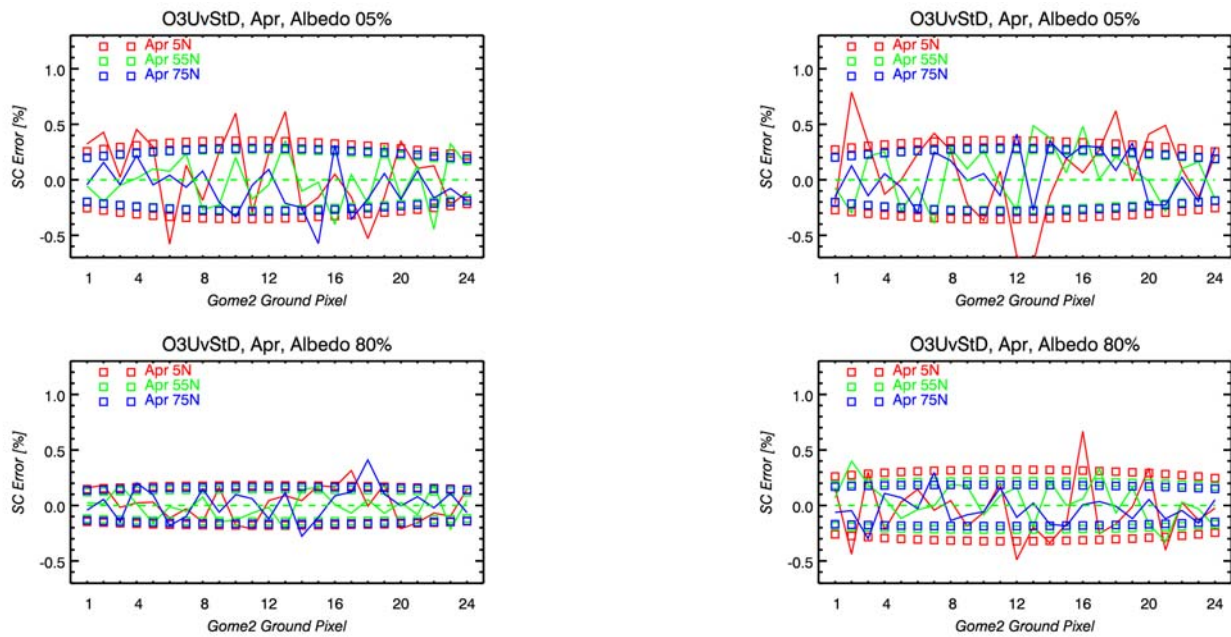 O3UvStD, Apr, Albedo 05%
Apr 5N
Apr 55N
Apr 75N
SC Error [%]
1.0
0.5
0.0
-0.5
1 4 8 12 16 20 24
Gome2 Ground Pixel
O3UvStD, Apr, Albedo 05%
Apr 5N
Apr 55N
Apr 75N
SC Error [%]
1.0
0.5
0.0
-0.5
1 4 8 12 16 20 24
Gome2 Ground Pixel
O3UvStD, Apr, Albedo 80%
Apr 5N
Apr 55N
Apr 75N
SC Error [%]
1.0
0.5
0.0
-0.5
1 4 8 12 16 20 24
Gome2 Ground Pixel
O3UvStD, Apr, Albedo 80%
Apr 5N
Apr 55N
Apr 75N
SC Error [%]
1.0
0.5
0.0
-0.5
1 4 8 12 16 20 24
Gome2 Ground Pixel